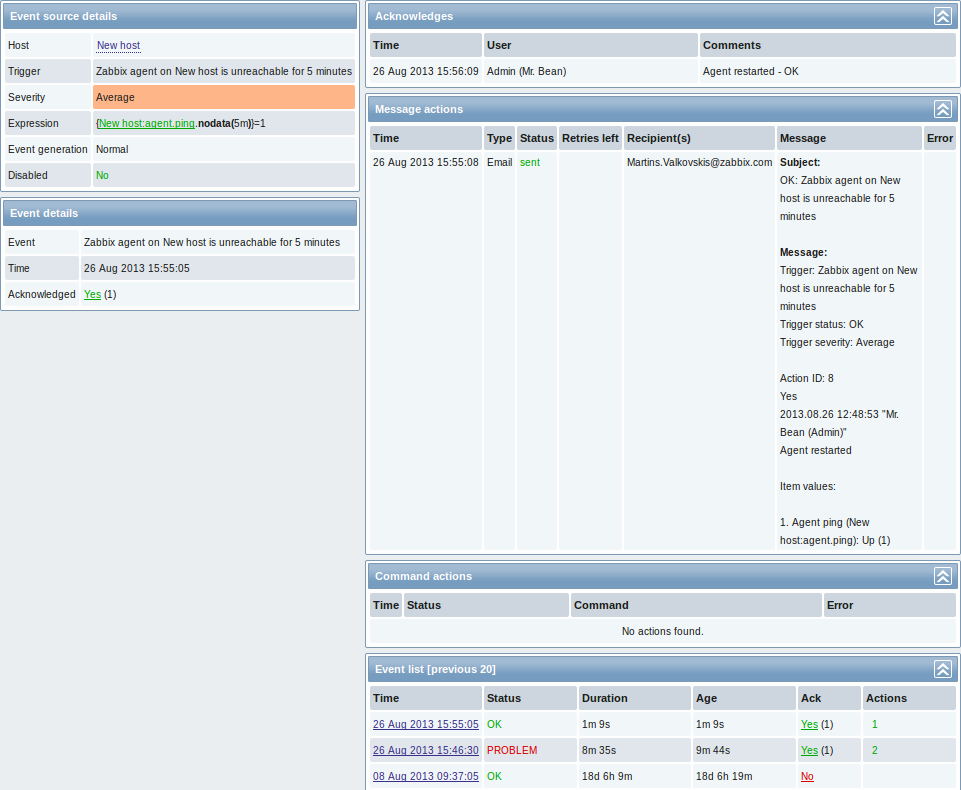 Event source details
Host New host
Trigger Zabbix agent on New host is unreachable for 5 minutes
Severity Average
Expression {New host:agent.ping.nodata(5m)}=1
Event generation Normal
Disabled No
Event details
Event Zabbix agent on New host is unreachable for 5 minutes
Time 26 Aug 2013 15:55:05
Acknowledged Yes (1)
Acknowledges
Time User Comments
26 Aug 2013 15:56:09 Admin (Mr. Bean) Agent restarted - OK
Message actions
Time Type Status Retries left Recipient(s) Message Error
26 Aug 2013 15:55:08 Email sent Martins.Valkovskis@zabbix.com Subject:
OK: Zabbix agent on New
host is unreachable for 5
minutes
Message:
Trigger: Zabbix agent on New
host is unreachable for 5
minutes
Trigger status: OK
Trigger severity: Average
Action ID: 8
Yes
2013.08.26 12:48:53 "Mr.
Bean (Admin)"
Agent restarted
Item values:
1. Agent ping (New
host:agent.ping): Up (1)
Command actions
Time Status Command Error
No actions found.
Event list [previous 20]
Time Status Duration Age Ack Actions
26 Aug 2013 15:55:05 OK 1m 9s 1m 9s Yes (1) 1
26 Aug 2013 15:46:30 PROBLEM 8m 35s 9m 44s Yes (1) 2
08 Aug 2013 09:37:05 OK 18d 6h 9m 18d 6h 19m No